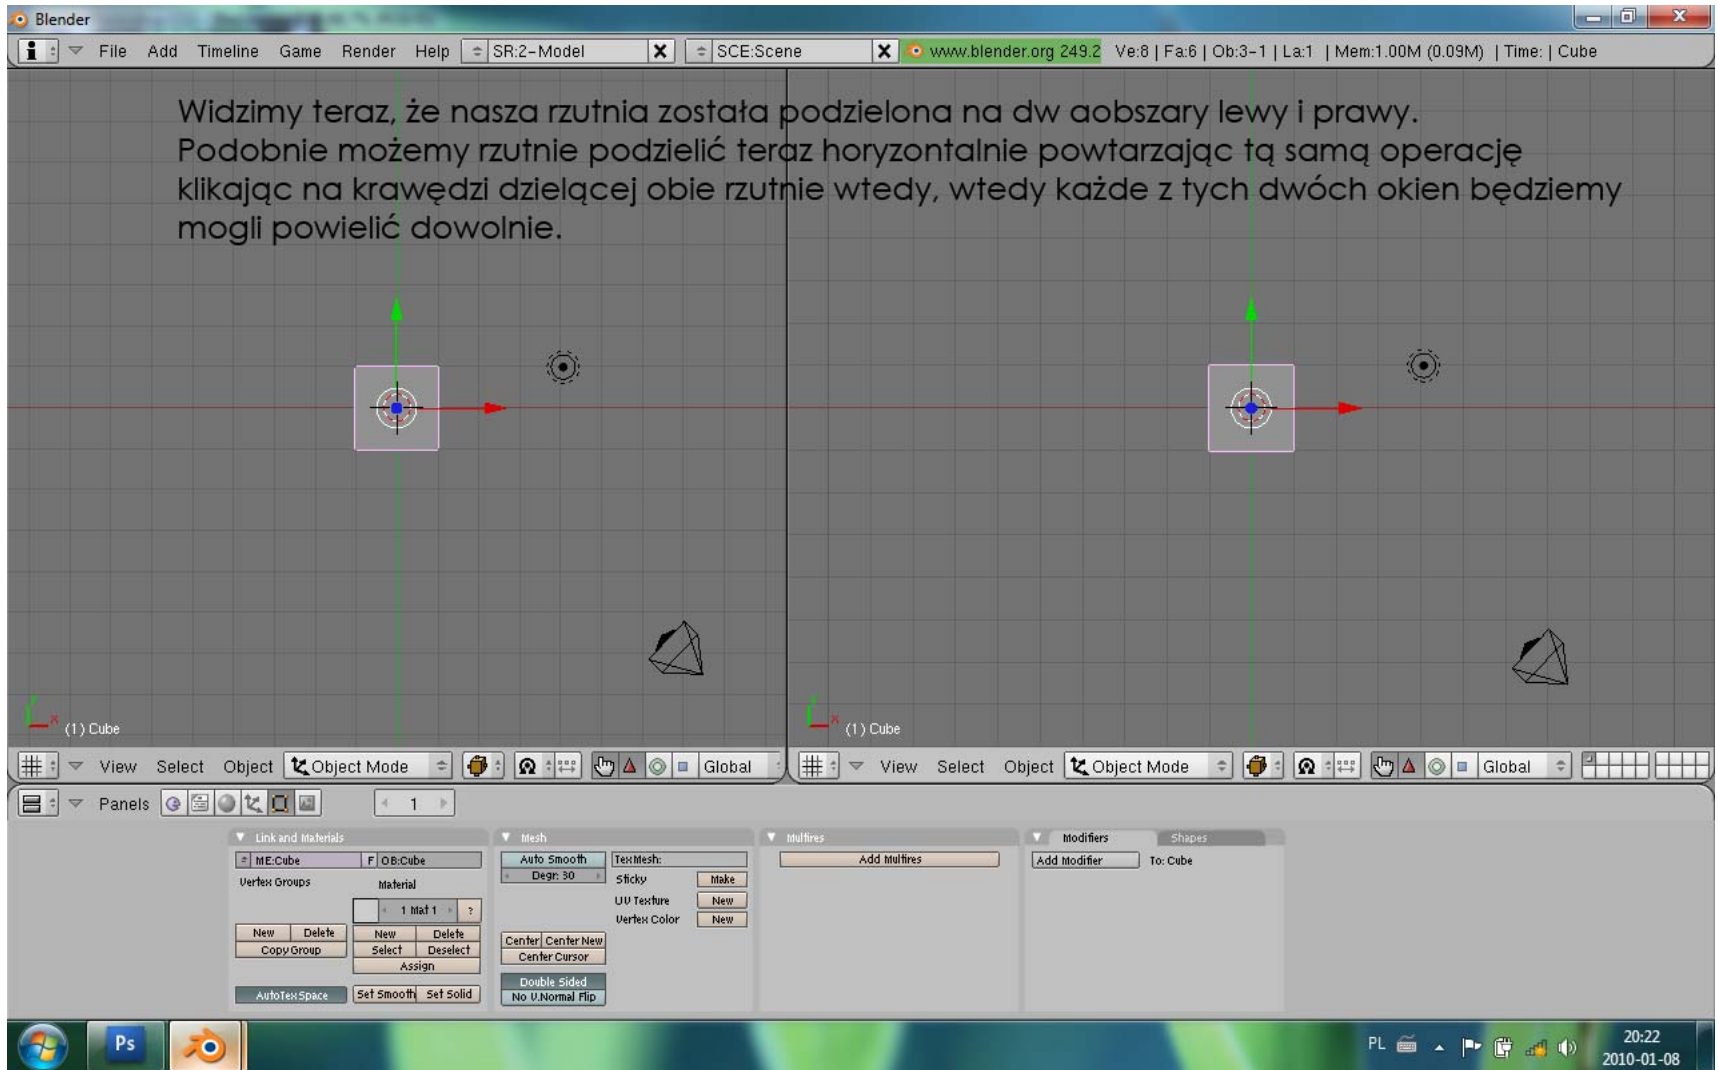 Blender
File Add Timeline Game Render Help SR:2-Model SCE:Scene www.blender.org 249.2 Ve:8 | Fa:6 | Ob:3-1 | La:1 | Mem:1.00M (0.09M) | Time: | Cube
Widzimy teraz, że nasza rzutnia została podzielona na dw aobszary lewy i prawy.
Podobnie możemy rzutnie podzielić teraz horyzontalnie powtarzając tą samą operację
klikając na krawędzi dzielącej obie rzutnie wtedy, wtedy każde z tych dwóch okien będziemy
mogli powielić dowolnie.
x (1) Cube x (1) Cube
View Select Object Object Mode Global View Select Object Object Mode Global
Panels 1
Link and Materials Mesh Multires Modifiers Shapes
ME:Cube F OB:Cube Auto Smooth TexMesh: Add Multires Add Modifier To: Cube
Degr: 30 Sticky Make
Vertex Groups Material
UV Texture New
1 Mat 1 ? Vertex Color New
New Delete New Delete Center Center New
Copy Group Select Deselect Center Cursor
Assign
Double Sided
AutoTexSpace Set Smooth Set Solid No V.Normal Flip
Ps PL 20:22
2010-01-08